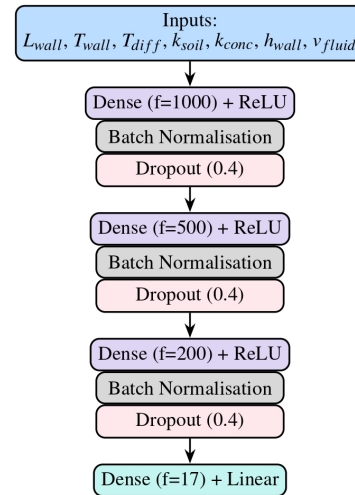 Inputs:
L_wall, T_wall, T_diff, k_soil, k_conc, h_wall, v_fluid
Dense (f=1000) + ReLU
Batch Normalisation
Dropout (0.4)
Dense (f=500) + ReLU
Batch Normalisation
Dropout (0.4)
Dense (f=200) + ReLU
Batch Normalisation
Dropout (0.4)
Dense (f=17) + Linear